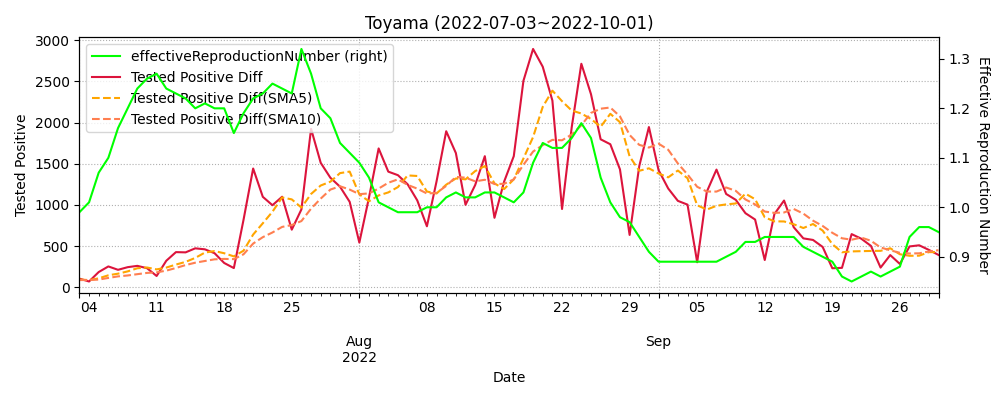 Toyama (2022-07-03~2022-10-01)
effectiveReproductionNumber (right)
Tested Positive Diff
Tested Positive Diff(SMA5)
Tested Positive Diff(SMA10)
Tested Positive
3000
2500
2000
1500
1000
500
0
1.3
1.2
1.1
1.0
0.9
Effective Reproduction Number
04 11 18 25 08 15 22 29 05 12 19 26
Aug Sep
2022
Date